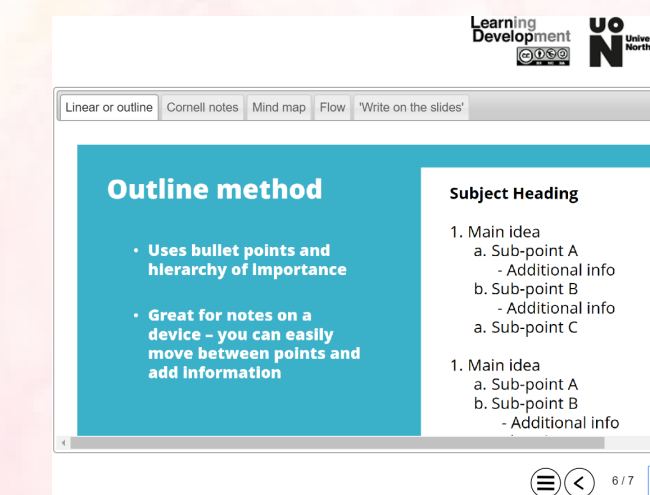 Learning
Development
UO
N
Linear or outline
Cornell notes
Mind map
Flow
'Write on the slides'
Outline method
• Uses bullet points and
hierarchy of importance
• Great for notes on a
device – you can easily
move between points and
add information
Subject Heading
1. Main idea
a. Sub-point A
- Additional info
b. Sub-point B
- Additional info
a. Sub-point C
1. Main idea
a. Sub-point A
b. Sub-point B
- Additional info
6 / 7